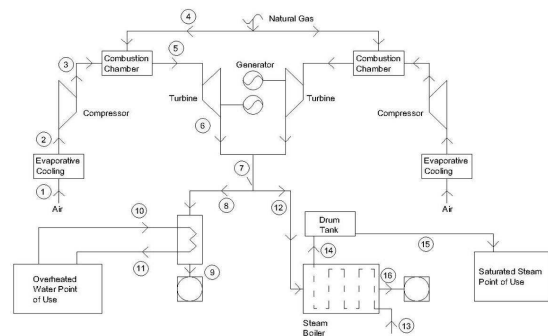 4
Natural Gas
3
Combustion
Chamber
5
Generator
Combustion
Chamber
Compressor
Turbine
Turbine
Compressor
2
6
Evaporative
Cooling
Evaporative
Cooling
7
1
Air
Air
8
12
10
Drum
Tank
14
15
11
Overheated
Water Point
of Use
9
16
Saturated Steam
Point of Use
Steam
Boiler
13